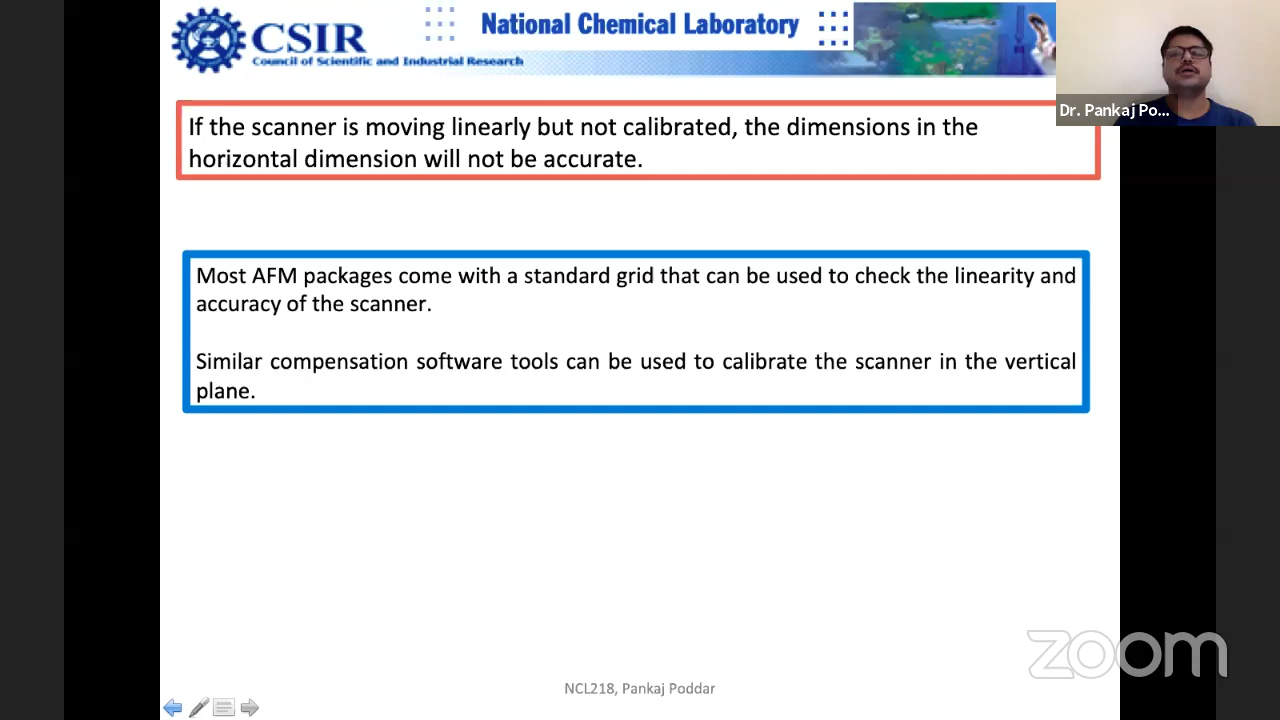 CSIR
Council of Scientific and Industrial Research
National Chemical Laboratory
Dr. Pankaj Po...
If the scanner is moving linearly but not calibrated, the dimensions in the
horizontal dimension will not be accurate.
Most AFM packages come with a standard grid that can be used to check the linearity and
accuracy of the scanner.
Similar compensation software tools can be used to calibrate the scanner in the vertical
plane.
zoom
NCL218, Pankaj Poddar